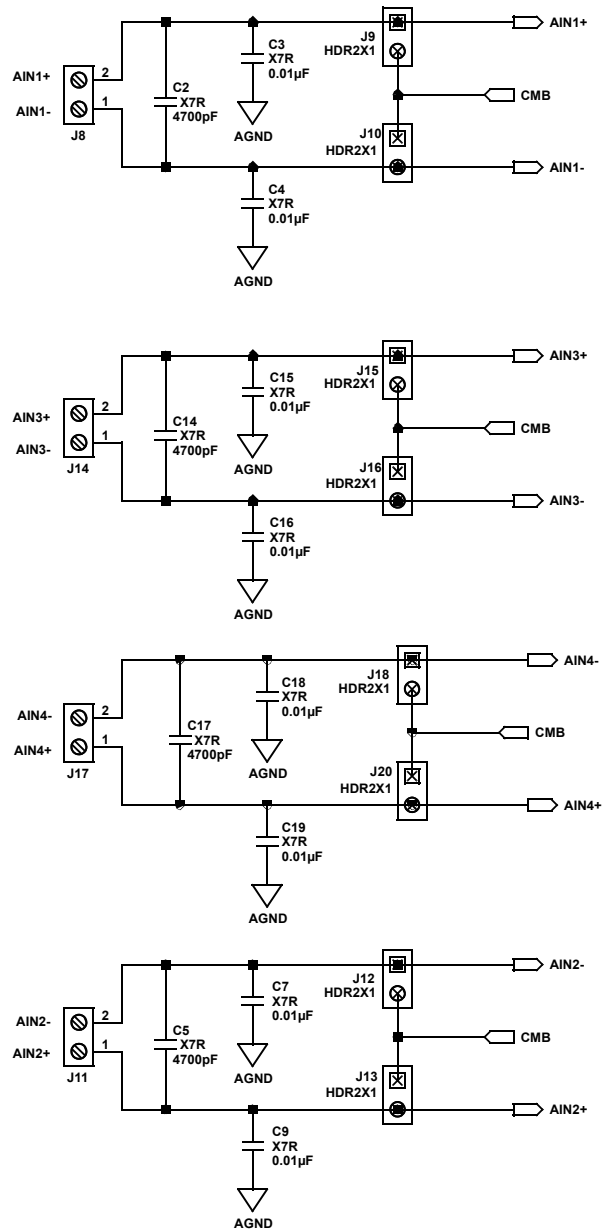 AIN1+
J9
HDR2X1
C3
X7R
0.01µF
2
AIN1+
C2
X7R
4700pF
CMB
1
AIN1-
J8
AGND
J10
HDR2X1
AIN1-
C4
X7R
0.01µF
AGND
AIN3+
J15
HDR2X1
C15
X7R
0.01µF
2
AIN3+
C14
X7R
4700pF
CMB
1
AIN3-
J14
AGND
J16
HDR2X1
AIN3-
C16
X7R
0.01µF
AGND
AIN4-
J18
HDR2X1
C18
X7R
0.01µF
2
AIN4-
C17
X7R
4700pF
CMB
1
AIN4+
J17
AGND
J20
HDR2X1
AIN4+
C19
X7R
0.01µF
AGND
AIN2-
J12
HDR2X1
C7
X7R
0.01µF
2
AIN2-
C5
X7R
4700pF
CMB
1
AIN2+
J11
AGND
J13
HDR2X1
AIN2+
C9
X7R
0.01µF
AGND